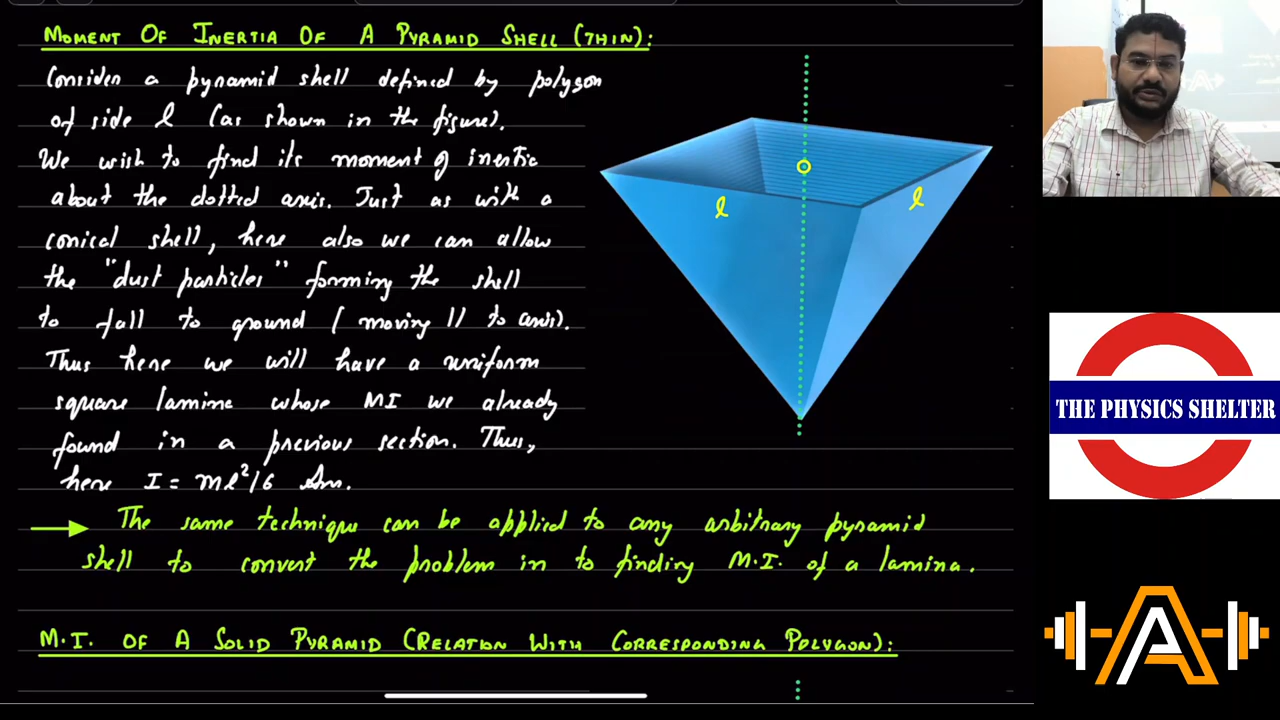 MOMENT OF INERTIA OF A PYRAMID SHELL (THIN):
Consider a pyramid shell defined by polygon
of side l (as shown in the figure).
We wish to find its moment of inertia
about the dotted axis. Just as with a
conical shell, here also we can allow
the "dust particles" forming the shell
to fall to ground (moving // to axis).
Thus here we will have a uniform
square lamina whose MI we already
found in a previous section. Thus,
here I = ml²/6 Ans.
The same technique can be applied to any arbitrary pyramid
shell to convert the problem in to finding M.I. of a lamina.
M.I. OF A SOLID PYRAMID (RELATION WITH CORRESPONDING POLYGON):
l
l
THE PHYSICS SHELTER
A